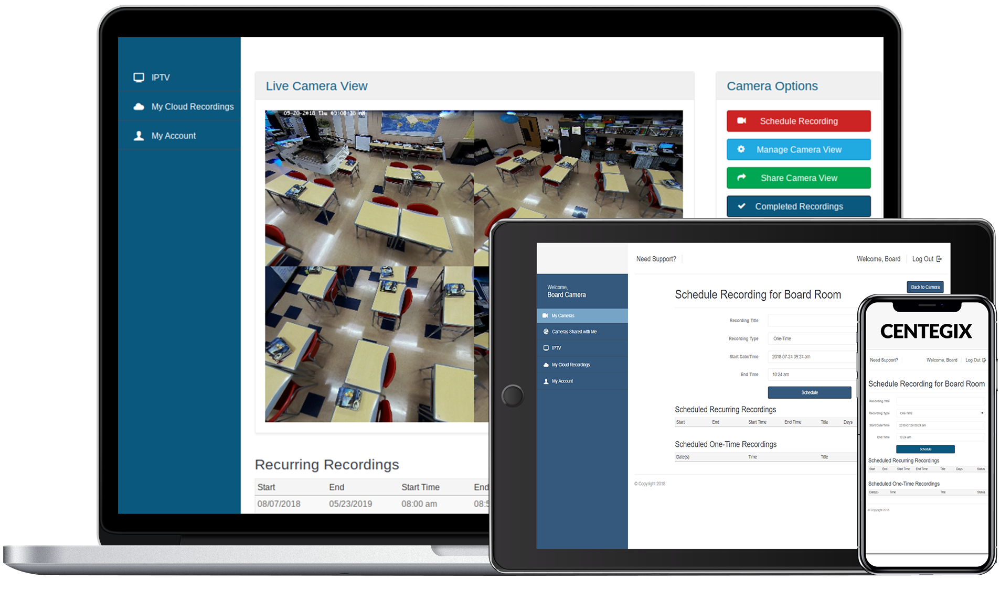 IPTV
My Cloud Recordings
My Account
Live Camera View
09-20-2018 Thu 09:08:38 AM
Camera Options
Schedule Recording
Manage Camera View
Share Camera View
Completed Recordings
Recurring Recordings
Start End Start Time End
08/07/2018 05/23/2019 08:00 am 08:5
Need Support? Welcome, Board Log Out
Welcome,
Board Camera
My Cameras
Cameras Shared with Me
IPTV
My Cloud Recordings
My Account
Back to Camera
Schedule Recording for Board Room
Recording Title
Recording Type One-Time
Start Date/Time 2018-07-24 09:24 am
End Time 10:24 am
Schedule
Scheduled Recurring Recordings
Start End Start Time End Time Title Days
Scheduled One-Time Recordings
Date(s) Time Title
© Copyright 2018
CENTEGIX
Need Support? Welcome, Board Log Out
Schedule Recording for Board Room
Recording Title
Recording Type One-Time
Start Date/Time 2018-07-24 09:24 am
End Time 10:24 am
Schedule
Scheduled Recurring Recordings
Start End Start Time End Time Title Days Status
Scheduled One-Time Recordings
Date(s) Time Title Status
© Copyright 2018